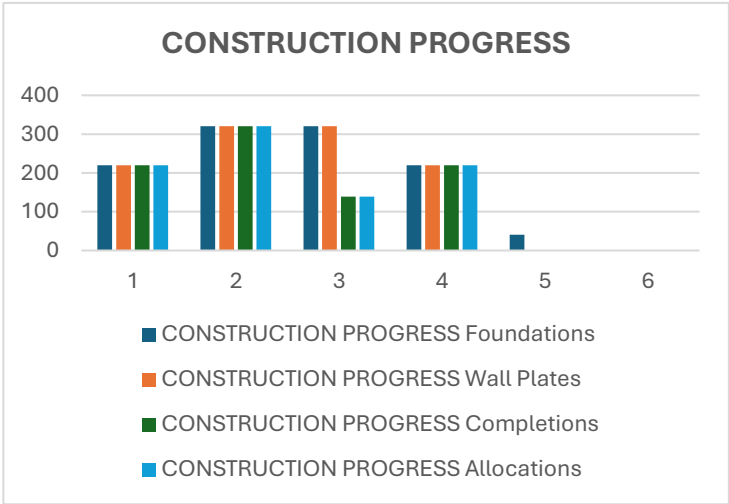 CONSTRUCTION PROGRESS
400
300
200
100
0
1 2 3 4 5 6
CONSTRUCTION PROGRESS Foundations
CONSTRUCTION PROGRESS Wall Plates
CONSTRUCTION PROGRESS Completions
CONSTRUCTION PROGRESS Allocations